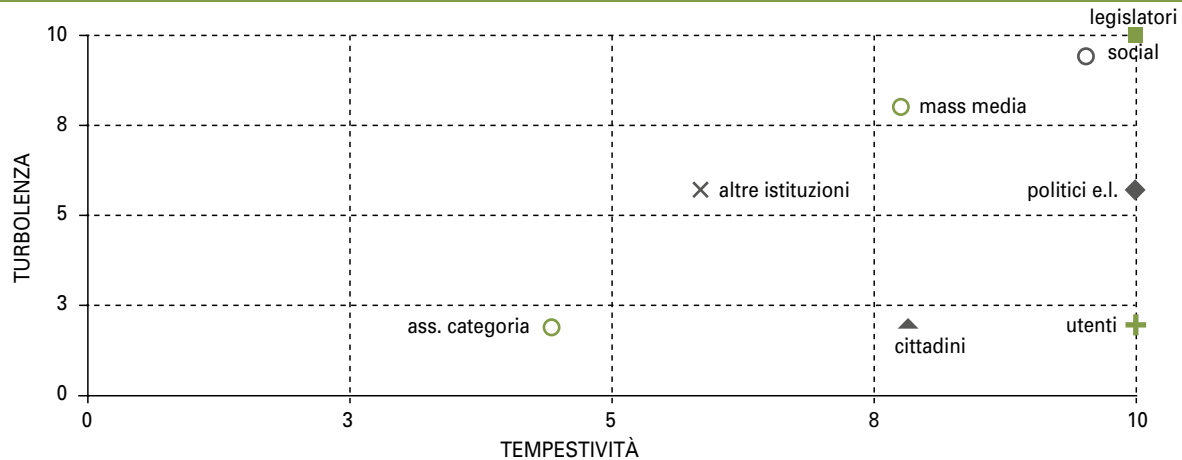 legislatori
10
social
mass media
8
TURBOLENZA
altre istituzioni
politici e.l.
5
3
ass. categoria
utenti
cittadini
0
0
3
5
8
10
TEMPESTIVITÀ